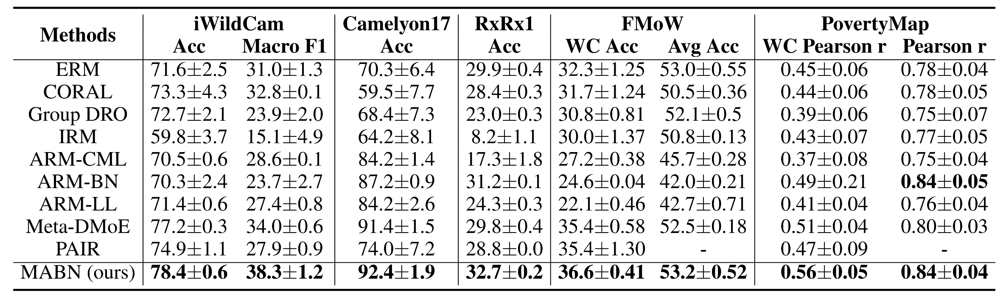 Methods iWildCam Camelyon17 RxRx1 FMoW PovertyMap
Acc Macro F1 Acc Acc WC Acc Avg Acc WC Pearson r Pearson r
ERM 71.6±2.5 31.0±1.3 70.3±6.4 29.9±0.4 32.3±1.25 53.0±0.55 0.45±0.06 0.78±0.04
CORAL 73.3±4.3 32.8±0.1 59.5±7.7 28.4±0.3 31.7±1.24 50.5±0.36 0.44±0.06 0.78±0.05
Group DRO 72.7±2.1 23.9±2.0 68.4±7.3 23.0±0.3 30.8±0.81 52.1±0.5 0.39±0.06 0.75±0.07
IRM 59.8±3.7 15.1±4.9 64.2±8.1 8.2±1.1 30.0±1.37 50.8±0.13 0.43±0.07 0.77±0.05
ARM-CML 70.5±0.6 28.6±0.1 84.2±1.4 17.3±1.8 27.2±0.38 45.7±0.28 0.37±0.08 0.75±0.04
ARM-BN 70.3±2.4 23.7±2.7 87.2±0.9 31.2±0.1 24.6±0.04 42.0±0.21 0.49±0.21 0.84±0.05
ARM-LL 71.4±0.6 27.4±0.8 84.2±2.6 24.3±0.3 22.1±0.46 42.7±0.71 0.41±0.04 0.76±0.04
Meta-DMoE 77.2±0.3 34.0±0.6 91.4±1.5 29.8±0.4 35.4±0.58 52.5±0.18 0.51±0.04 0.80±0.03
PAIR 74.9±1.1 27.9±0.9 74.0±7.2 28.8±0.0 35.4±1.30 - 0.47±0.09 -
MABN (ours) 78.4±0.6 38.3±1.2 92.4±1.9 32.7±0.2 36.6±0.41 53.2±0.52 0.56±0.05 0.84±0.04